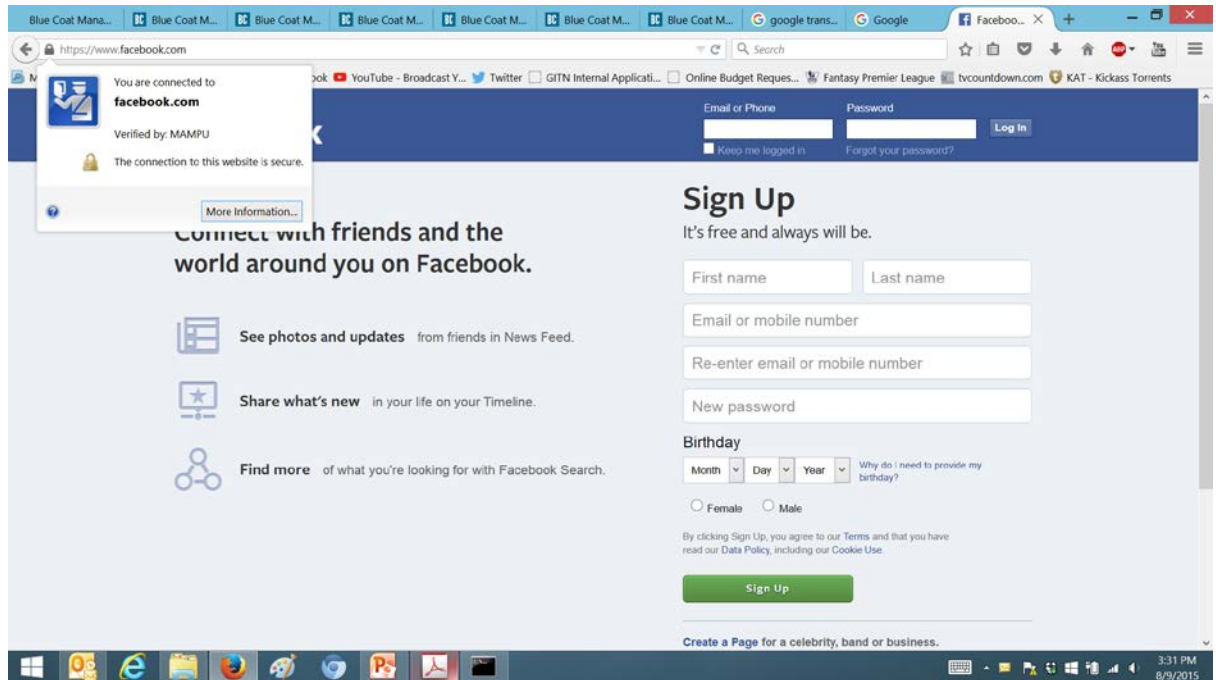 Blue Coat Mana...
Blue Coat M...
Blue Coat M...
Blue Coat M...
Blue Coat M...
Blue Coat M...
Blue Coat M...
google trans...
Google
Faceboo...
https://www.facebook.com
Search
M
ook
YouTube - Broadcast Y...
Twitter
GITN Internal Applicati...
Online Budget Reques...
Fantasy Premier League
tvcountdown.com
KAT - Kickass Torrents
You are connected to
facebook.com
Verified by: MAMPU
The connection to this website is secure.
More Information...
Email or Phone
Password
Log In
Keep me logged in
Forgot your password?
Connect with friends and the
world around you on Facebook.
See photos and updates from friends in News Feed.
Share what's new in your life on your Timeline.
Find more of what you're looking for with Facebook Search.
Sign Up
It's free and always will be.
First name
Last name
Email or mobile number
Re-enter email or mobile number
New password
Birthday
Month
Day
Year
Why do I need to provide my
birthday?
Female
Male
By clicking Sign Up, you agree to our Terms and that you have
read our Data Policy, including our Cookie Use.
Sign Up
Create a Page for a celebrity, band or business.
3:31 PM
8/9/2015